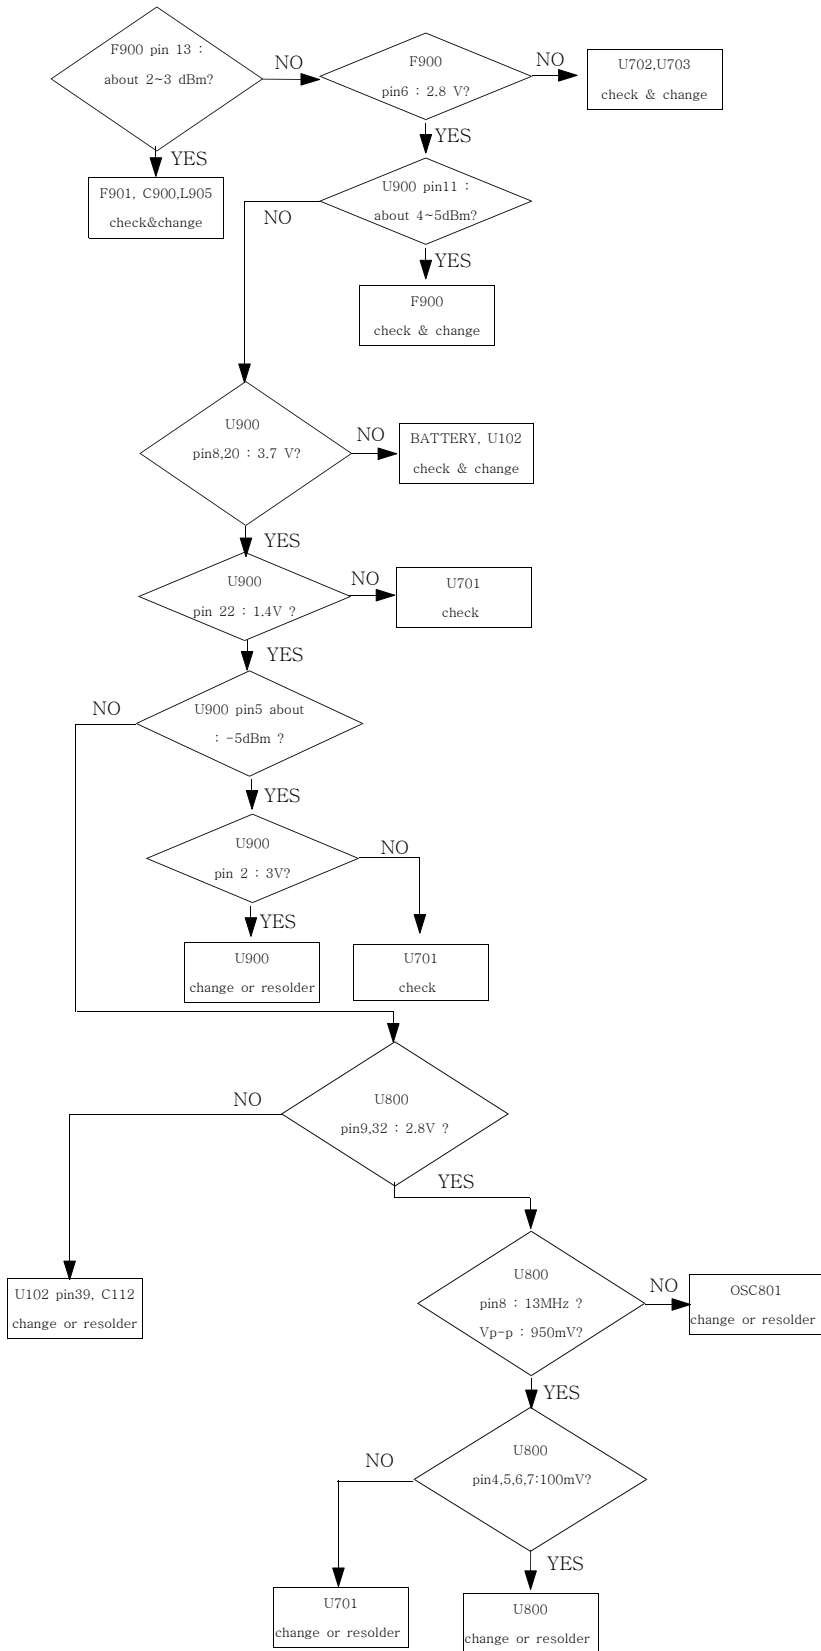 F900 pin 13 :
about 2~3 dBm?
NO
F900
pin6 : 2.8 V?
NO
U702,U703
check & change
YES
YES
F901, C900,L905
check&change
U900 pin11 :
about 4~5dBm?
NO
YES
F900
check & change
U900
pin8,20 : 3.7 V?
NO
BATTERY, U102
check & change
YES
U900
pin 22 : 1.4V ?
NO
U701
check
YES
NO
U900 pin5 about
: -5dBm ?
YES
U900
pin 2 : 3V?
NO
YES
U900
change or resolder
U701
check
NO
U800
pin9,32 : 2.8V ?
YES
U102 pin39, C112
change or resolder
U800
pin8 : 13MHz ?
Vp-p : 950mV?
NO
OSC801
change or resolder
YES
NO
U800
pin4,5,6,7:100mV?
YES
U701
change or resolder
U800
change or resolder